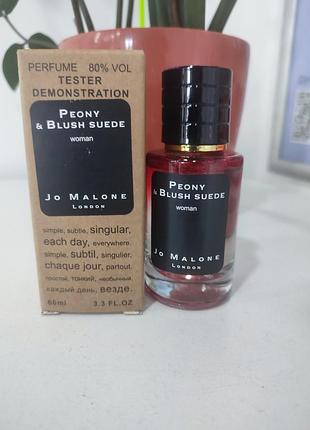 PERFUME 80% VOL
TESTER
DEMONSTRATION
PEONY
& BLUSH SUEDE
woman
JO MALONE
LONDON
simple, subtle, singular,
each day, everywhere.
simple, subtil, singulier,
chaque jour, partout.
простой, тонкий, необычный,
каждый день, везде.
66ml 3.3 FL.OZ
PEONY
& BLUSH SUEDE
woman
JO MALONE
LONDON